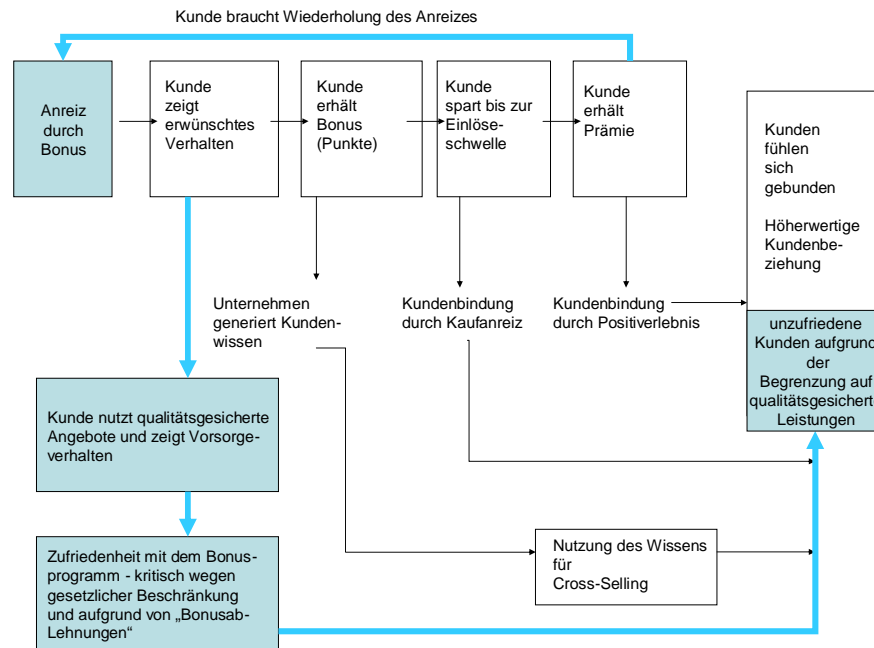 Kunde braucht Wiederholung des Anreizes
Anreiz
durch
Bonus
Kunde
zeigt
erwünschtes
Verhalten
Kunde
erhält
Bonus
(Punkte)
Kunde
spart bis zur
Einlöse-
schwelle
Kunde
erhält
Prämie
Kunden
fühlen
sich
gebunden
Höherwertige
Kundenbe-
ziehung
Unternehmen
generiert Kunden-
wissen
Kundenbindung
durch Kaufanreiz
Kundenbindung
durch Positiverlebnis
unzufriedene
Kunden aufgrund
der
Begrenzung auf
qualitätsgesicherte
Leistungen
Kunde nutzt qualitätsgesicherte
Angebote und zeigt Vorsorge-
verhalten
Nutzung des Wissens
für
Cross-Selling
Zufriedenheit mit dem Bonus-
programm - kritisch wegen
gesetzlicher Beschränkung
und aufgrund von „Bonusab-
Lehnungen“